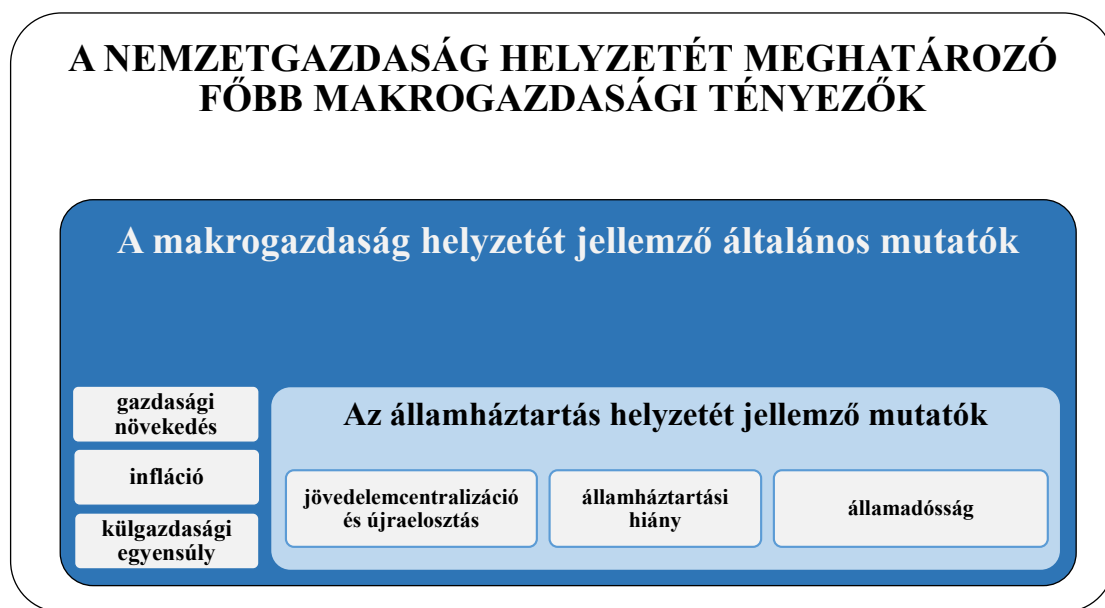 A NEMZETGAZDASÁG HELYZETÉT MEGHATÁROZÓ
FŐBB MAKROGAZDASÁGI TÉNYEZŐK
A makrogazdaság helyzetét jellemző általános mutatók
gazdasági
növekedés
infláció
külgazdasági
egyensúly
Az államháztartás helyzetét jellemző mutatók
jövedelemcentralizáció
és újraelosztás
államháztartási
hiány
államadósság